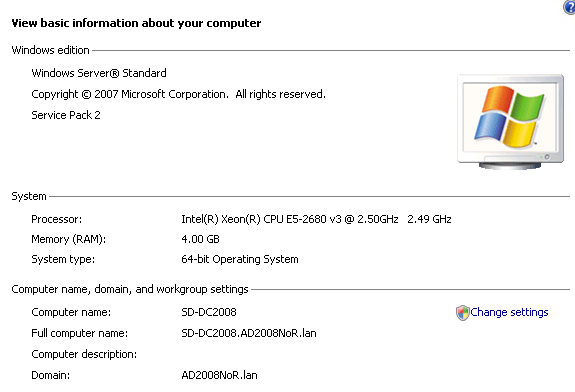 View basic information about your computer
Windows edition
Windows Server® Standard
Copyright © 2007 Microsoft Corporation. All rights reserved.
Service Pack 2
System
Processor: Intel(R) Xeon(R) CPU E5-2680 v3 @ 2.50GHz 2.49 GHz
Memory (RAM): 4.00 GB
System type: 64-bit Operating System
Computer name, domain, and workgroup settings
Computer name: SD-DC2008 Change settings
Full computer name: SD-DC2008.AD2008NoR.lan
Computer description:
Domain: AD2008NoR.lan